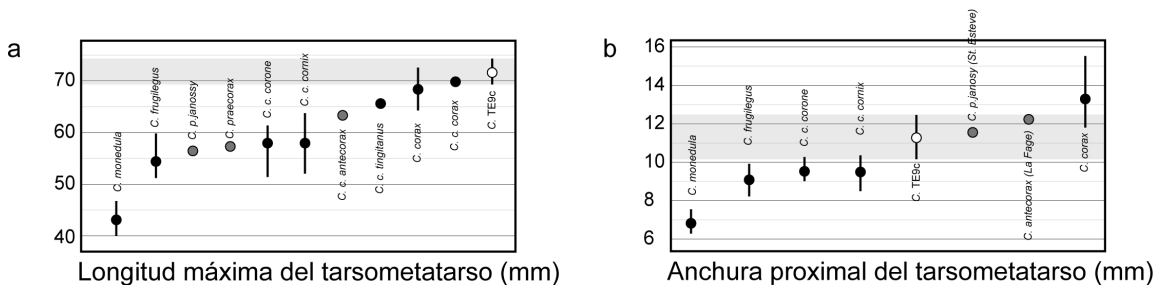 a
70
60
50
40
C. monedula
C. frugilegus
C. p.janossy
C. praecorax
C. c. corone
C. c. cornix
C. c. antecorax
C. c. tingitanus
C. corax
C. c. corax
C. TE9c
Longitud máxima del tarsometatarso (mm)
b
16
14
12
10
8
6
C. monedula
C. frugilegus
C. c. corone
C. c. cornix
C. TE9c
C. p.janosy (St. Esteve)
C. antecorax (La Fage)
C. corax
Anchura proximal del tarsometatarso (mm)